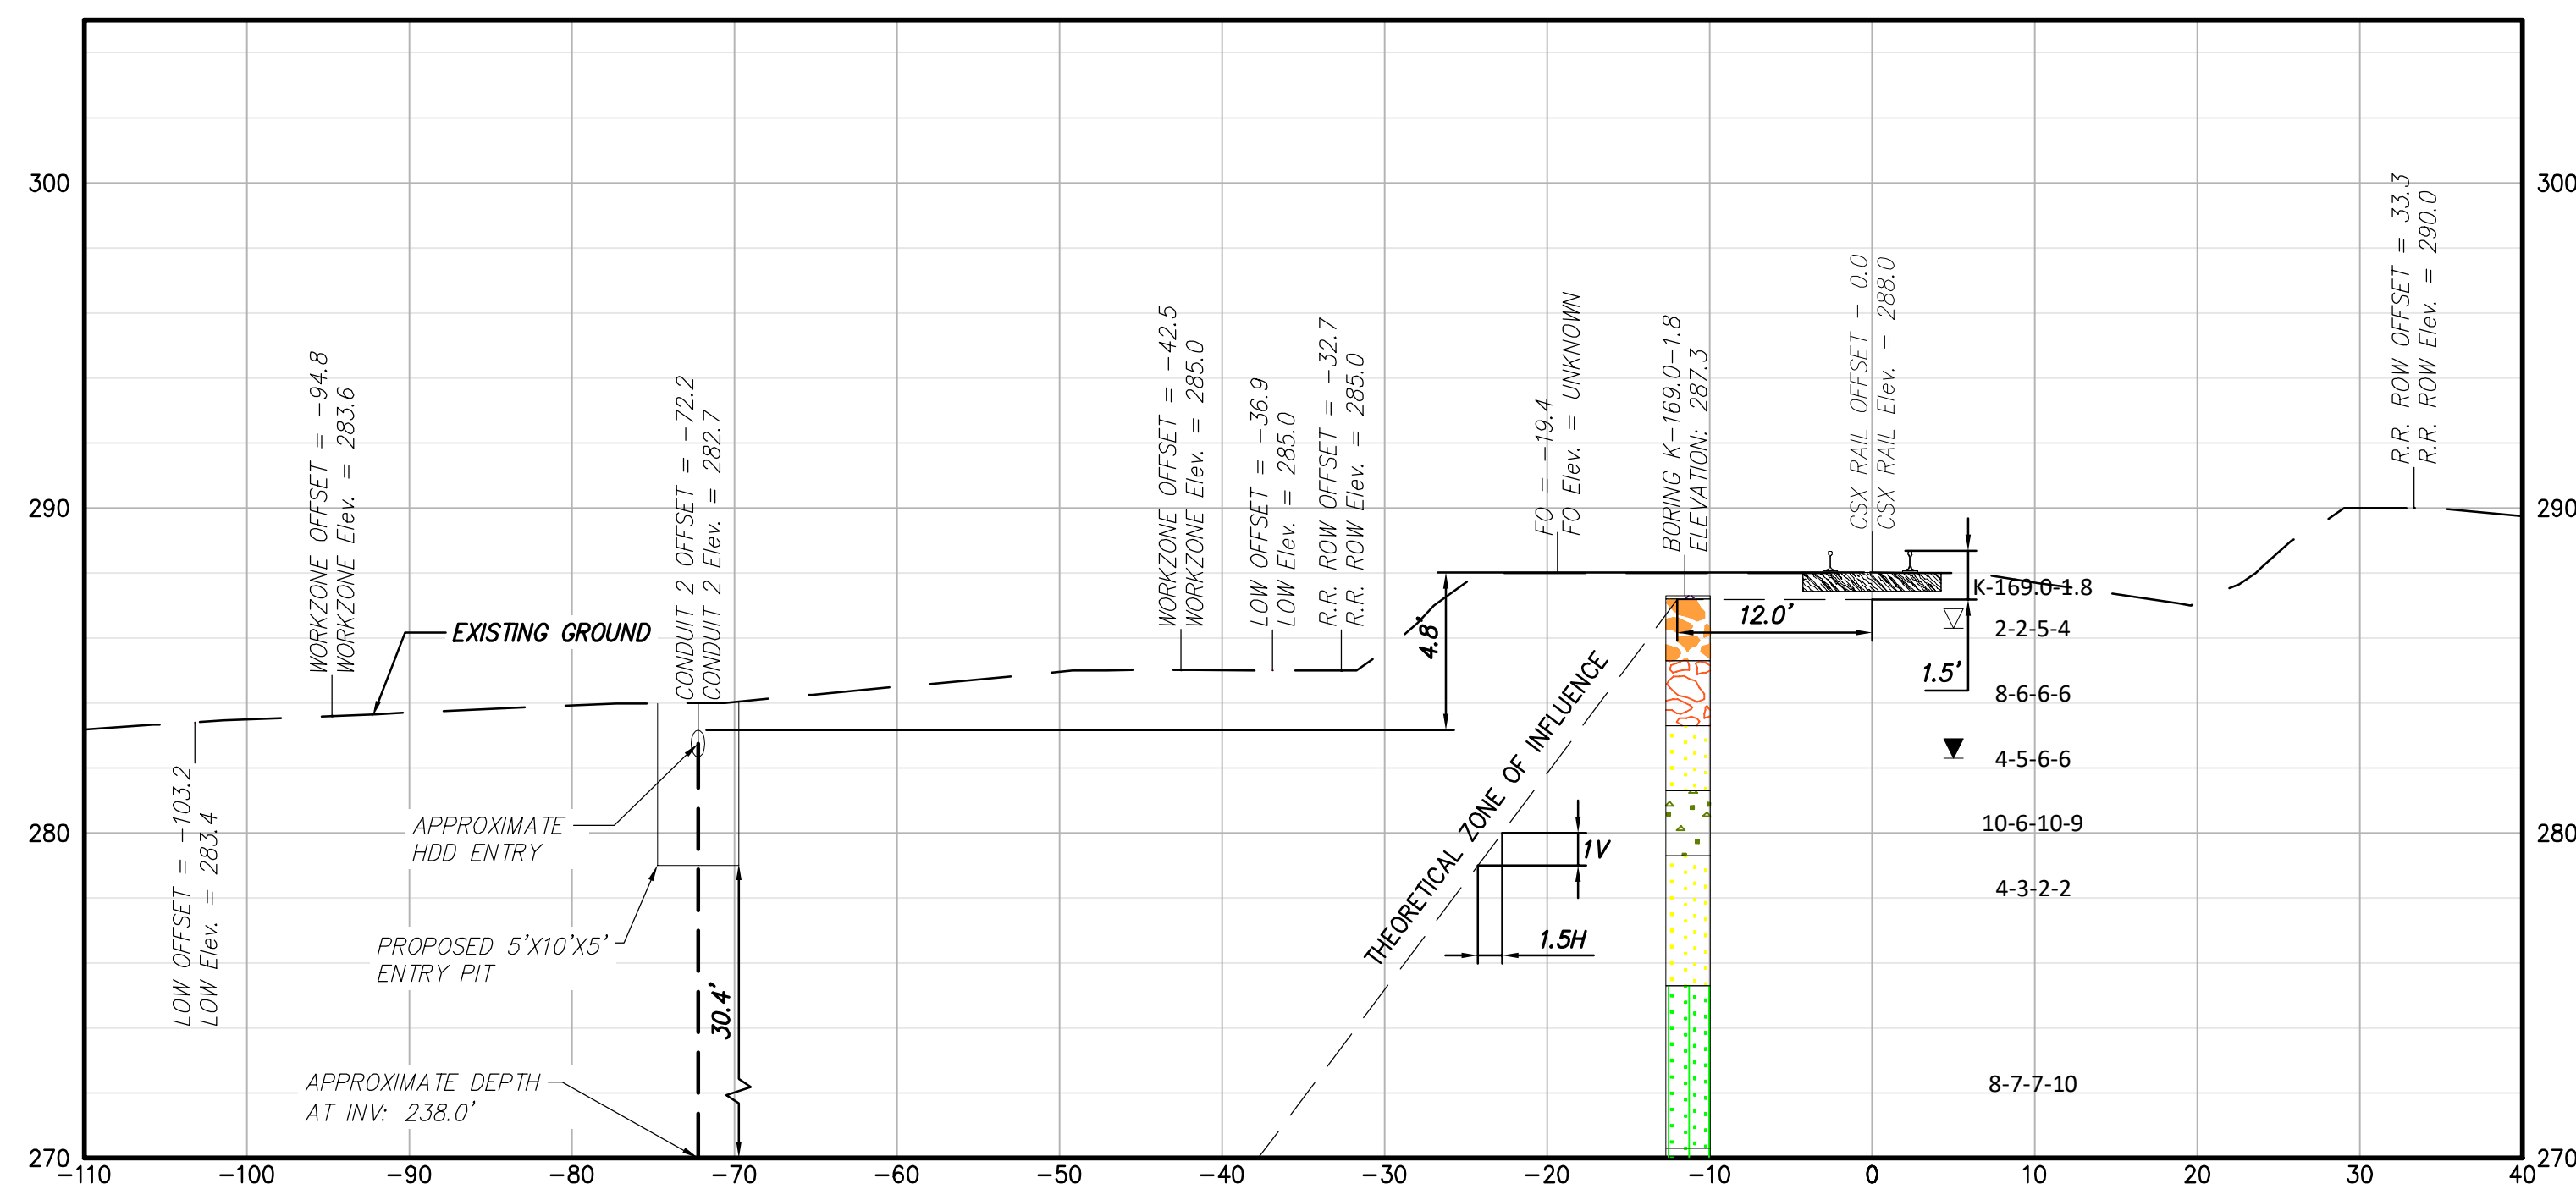 300
290
280
270
WORKZONE OFFSET = -94.8
WORKZONE Elev. = 283.6
LOW OFFSET = -103.2
LOW Elev. = 283.4
EXISTING GROUND
CONDUIT 2 OFFSET = -72.2
CONDUIT 2 Elev. = 282.7
APPROXIMATE
HDD ENTRY
PROPOSED 5'X10'X5'
ENTRY PIT
30.4'
APPROXIMATE DEPTH
AT INV: 238.0'
WORKZONE OFFSET = -42.5
WORKZONE Elev. = 285.0
LOW OFFSET = -36.9
LOW Elev. = 285.0
R.R. ROW OFFSET = -32.7
R.R. ROW Elev. = 285.0
4.8'
FO = -19.4
FO Elev. = UNKNOWN
THEORETICAL ZONE OF INFLUENCE
1V
1.5H
BORING K-169.0-1.8
ELEVATION: 287.3
12.0'
CSX RAIL OFFSET = 0.0
CSX RAIL Elev. = 288.0
1.5'
K-169.0-1.8
2-2-5-4
8-6-6-6
4-5-6-6
10-6-10-9
4-3-2-2
8-7-7-10
R.R. ROW OFFSET = 33.3
R.R. ROW Elev. = 290.0
300
290
280
270
-110 -100 -90 -80 -70 -60 -50 -40 -30 -20 -10 0 10 20 30 40